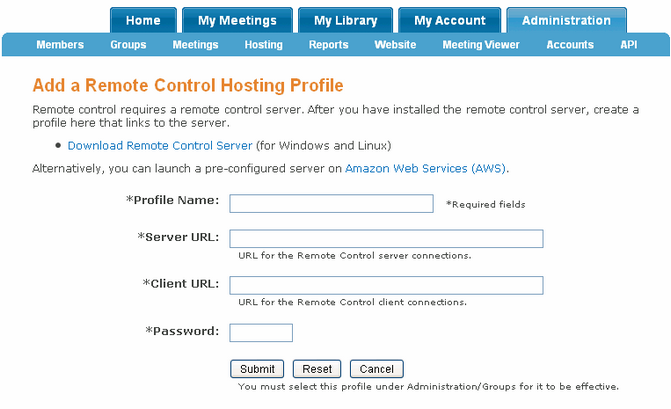 Home My Meetings My Library My Account Administration
Members Groups Meetings Hosting Reports Website Meeting Viewer Accounts API
Add a Remote Control Hosting Profile
Remote control requires a remote control server. After you have installed the remote control server, create a
profile here that links to the server.
• Download Remote Control Server (for Windows and Linux)
Alternatively, you can launch a pre-configured server on Amazon Web Services (AWS).
*Profile Name: *Required fields
*Server URL:
URL for the Remote Control server connections.
*Client URL:
URL for the Remote Control client connections.
*Password:
Submit Reset Cancel
You must select this profile under Administration/Groups for it to be effective.